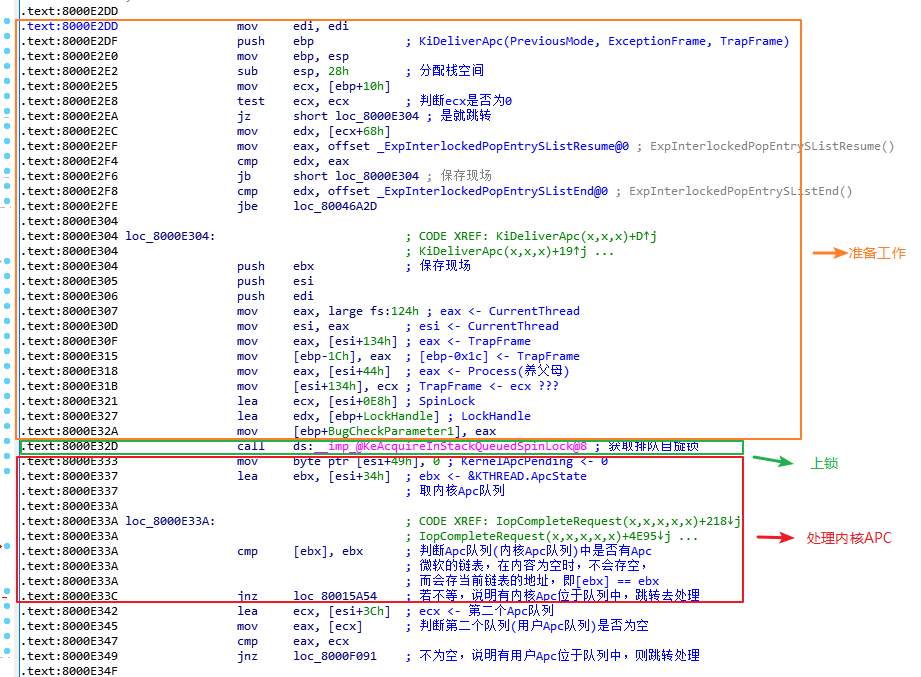 .text:8000E2DD
.text:8000E2DD mov edi, edi
.text:8000E2DF push ebp ; KiDeliverApc(PreviousMode, ExceptionFrame, TrapFrame)
.text:8000E2E0 mov ebp, esp
.text:8000E2E2 sub esp, 28h ; 分配栈空间
.text:8000E2E5 mov ecx, [ebp+10h]
.text:8000E2E8 test ecx, ecx ; 判断ecx是否为0
.text:8000E2EA jz short loc_8000E304 ; 是就跳转
.text:8000E2EC mov edx, [ecx+68h]
.text:8000E2EF mov eax, offset _ExpInterlockedPopEntrySListResume@0 ; ExpInterlockedPopEntrySListResume()
.text:8000E2F4 cmp edx, eax
.text:8000E2F6 jb short loc_8000E304 ; 保存现场
.text:8000E2F8 cmp edx, offset _ExpInterlockedPopEntrySListEnd@0 ; ExpInterlockedPopEntrySListEnd()
.text:8000E2FE jbe loc_80046A2D
.text:8000E304
.text:8000E304 loc_8000E304: ; CODE XREF: KiDeliverApc(x,x,x)+D↑j
.text:8000E304 ; KiDeliverApc(x,x,x)+19↑j ...
.text:8000E304 push ebx ; 保存现场
.text:8000E305 push esi
.text:8000E306 push edi
.text:8000E307 mov eax, large fs:124h ; eax <- CurrentThread
.text:8000E30D mov esi, eax ; esi <- CurrentThread
.text:8000E30F mov eax, [esi+134h] ; eax <- TrapFrame
.text:8000E315 mov [ebp-1Ch], eax ; [ebp-0x1c] <- TrapFrame
.text:8000E318 mov eax, [esi+44h] ; eax <- Process(养父母)
.text:8000E31B mov [esi+134h], ecx ; TrapFrame <- ecx ???
.text:8000E321 lea ecx, [esi+0E8h] ; SpinLock
.text:8000E327 lea edx, [ebp+LockHandle] ; LockHandle
.text:8000E32A mov [ebp+BugCheckParameter1], eax
准备工作
.text:8000E32D call ds:__imp_@KeAcquireInStackQueuedSpinLock@8 ; 获取排队自旋锁
上锁
.text:8000E333 mov byte ptr [esi+49h], 0 ; KernelApcPending <- 0
.text:8000E337 lea ebx, [esi+34h] ; ebx <- &KTHREAD.ApcState
.text:8000E337 ; 取内核Apc队列
.text:8000E33A
.text:8000E33A loc_8000E33A: ; CODE XREF: IopCompleteRequest(x,x,x,x,x)+218↓j
.text:8000E33A ; IopCompleteRequest(x,x,x,x,x)+4E95↓j ...
.text:8000E33A cmp [ebx], ebx ; 判断Apc队列(内核Apc队列)中是否有Apc
.text:8000E33A ; 微软的链表，在内容为空时，不会存空，
.text:8000E33A ; 而会存当前链表的地址，即[ebx] == ebx
.text:8000E33C jnz loc_80015A54 ; 若不等，说明有内核Apc位于队列中，跳转去处理
处理内核APC
.text:8000E342 lea ecx, [esi+3Ch] ; ecx <- 第二个Apc队列
.text:8000E345 mov eax, [ecx] ; 判断第二个队列(用户Apc队列)是否为空
.text:8000E347 cmp eax, ecx
.text:8000E349 jnz loc_8000F091 ; 不为空，说明有用户Apc位于队列中，则跳转处理
.text:8000E34F